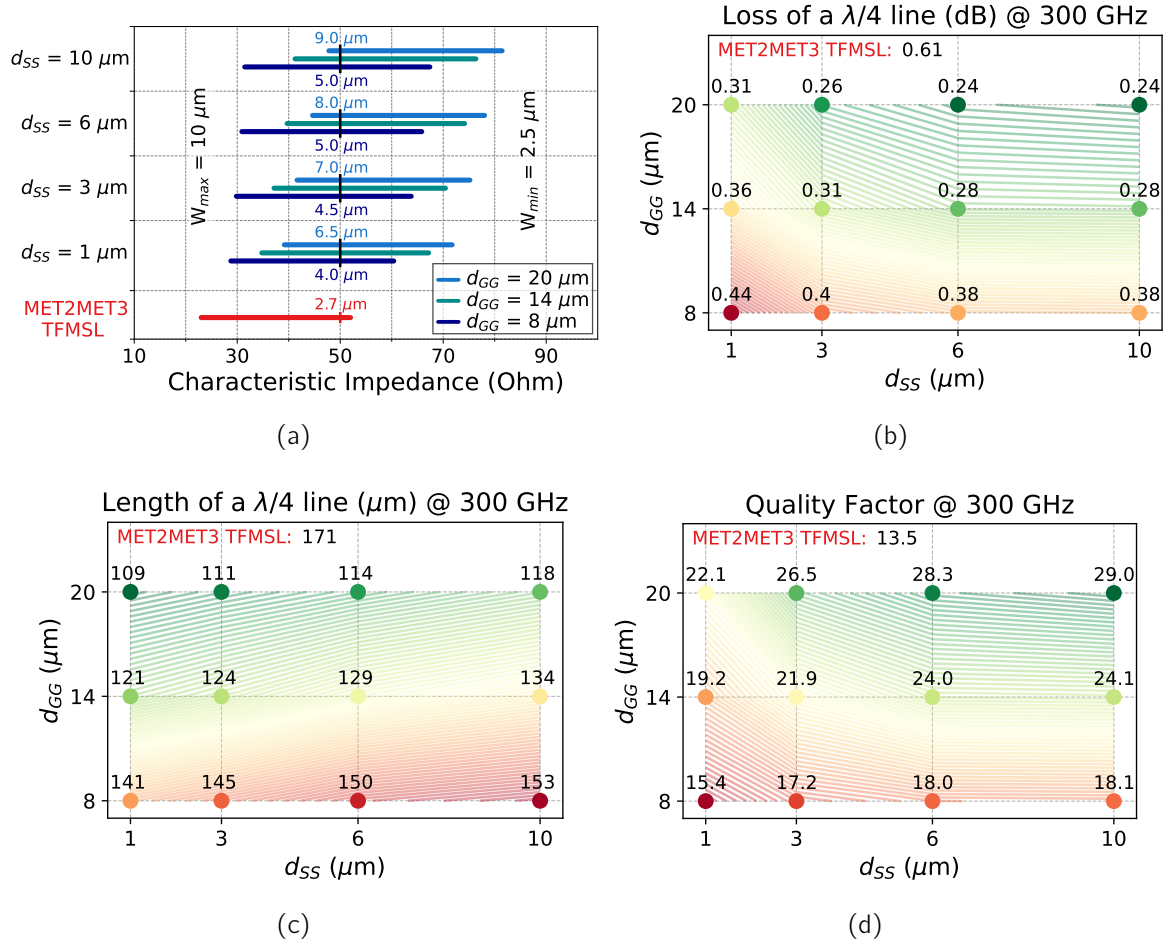 9.0 μm
d_SS = 10 μm
5.0 μm
8.0 μm
d_SS = 6 μm
5.0 μm
7.0 μm
d_SS = 3 μm
4.5 μm
6.5 μm
d_SS = 1 μm
4.0 μm
MET2MET3
TFMSL
2.7 μm
W_max = 10 μm
W_min = 2.5 μm
d_GG = 20 μm
d_GG = 14 μm
d_GG = 8 μm
10 30 50 70 90
Characteristic Impedance (Ohm)
(a)
Loss of a λ/4 line (dB) @ 300 GHz
MET2MET3 TFMSL: 0.61
0.31 0.26 0.24 0.24
20
0.36 0.31 0.28 0.28
14
0.44 0.4 0.38 0.38
8
d_GG (μm)
1 3 6 10
d_SS (μm)
(b)
Length of a λ/4 line (μm) @ 300 GHz
MET2MET3 TFMSL: 171
109 111 114 118
20
121 124 129 134
14
141 145 150 153
8
d_GG (μm)
1 3 6 10
d_SS (μm)
(c)
Quality Factor @ 300 GHz
MET2MET3 TFMSL: 13.5
22.1 26.5 28.3 29.0
20
19.2 21.9 24.0 24.1
14
15.4 17.2 18.0 18.1
8
d_GG (μm)
1 3 6 10
d_SS (μm)
(d)